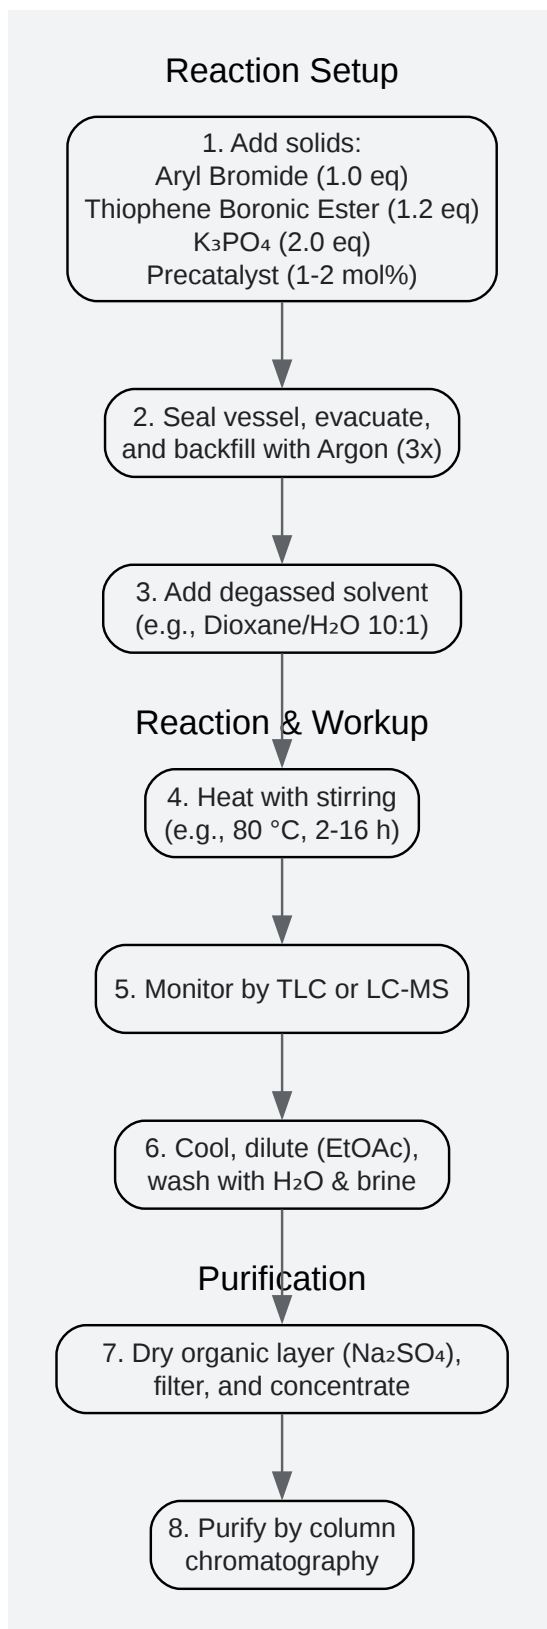 Reaction Setup
1. Add solids:
Aryl Bromide (1.0 eq)
Thiophene Boronic Ester (1.2 eq)
K₃PO₄ (2.0 eq)
Precatalyst (1-2 mol%)
2. Seal vessel, evacuate,
and backfill with Argon (3x)
3. Add degassed solvent
(e.g., Dioxane/H₂O 10:1)
Reaction & Workup
4. Heat with stirring
(e.g., 80 °C, 2-16 h)
5. Monitor by TLC or LC-MS
6. Cool, dilute (EtOAc),
wash with H₂O & brine
Purification
7. Dry organic layer (Na₂SO₄),
filter, and concentrate
8. Purify by column
chromatography